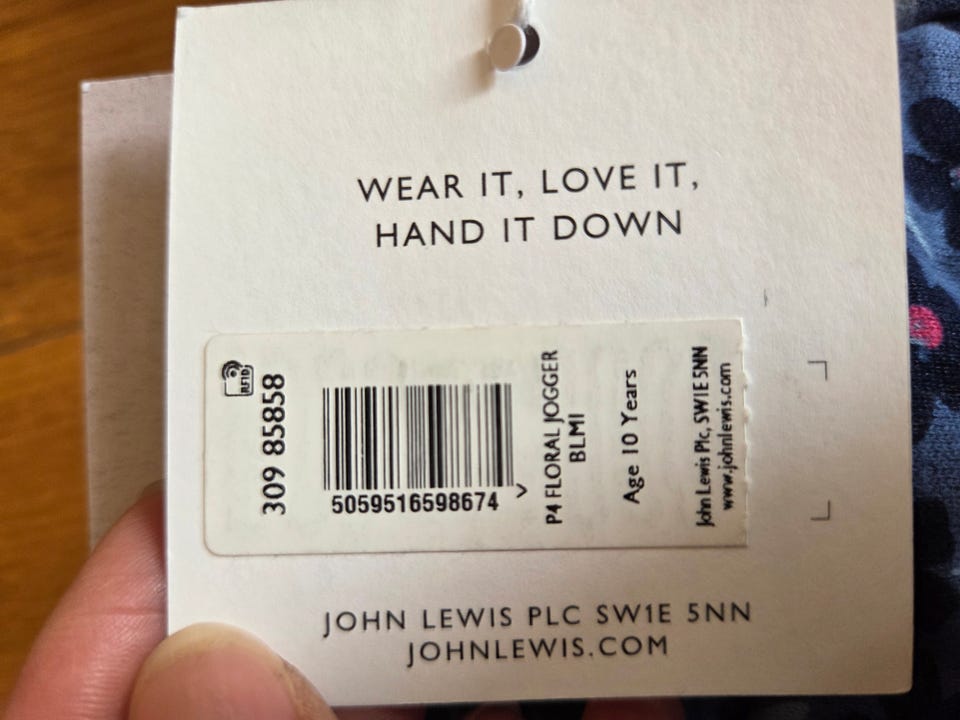 WEAR IT, LOVE IT,
HAND IT DOWN
RFID
309 85858
5059516598674 >
P4 FLORAL JOGGER
BLMI
Age 10 Years
John Lewis Plc, SW1E 5NN
www.johnlewis.com
JOHN LEWIS PLC SW1E 5NN
JOHNLEWIS.COM